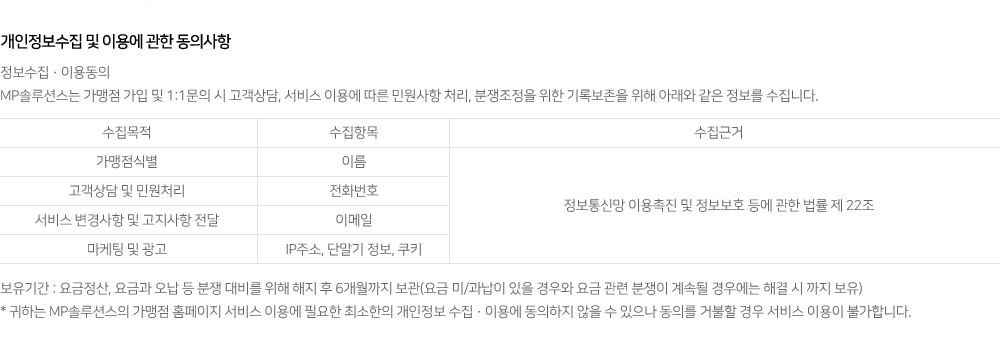 개인정보수집 및 이용에 관한 동의사항
정보수집 · 이용동의
MP솔루션스는 가맹점 가입 및 1:1문의 시 고객상담, 서비스 이용에 따른 민원사항 처리, 분쟁조정을 위한 기록보존을 위해 아래와 같은 정보를 수집니다.
수집목적 수집항목 수집근거
가맹점식별 이름
고객상담 및 민원처리 전화번호
정보통신망 이용촉진 및 정보보호 등에 관한 법률 제 22조
서비스 변경사항 및 고지사항 전달 이메일
마케팅 및 광고 IP주소, 단말기 정보, 쿠키
보유기간 : 요금정산, 요금과 오납 등 분쟁 대비를 위해 해지 후 6개월까지 보관(요금 미/과납이 있을 경우와 요금 관련 분쟁이 계속될 경우에는 해결 시 까지 보유)
* 귀하는 MP솔루션스의 가맹점 홈페이지 서비스 이용에 필요한 최소한의 개인정보 수집 · 이용에 동의하지 않을 수 있으나 동의를 거불할 경우 서비스 이용이 불가합니다.